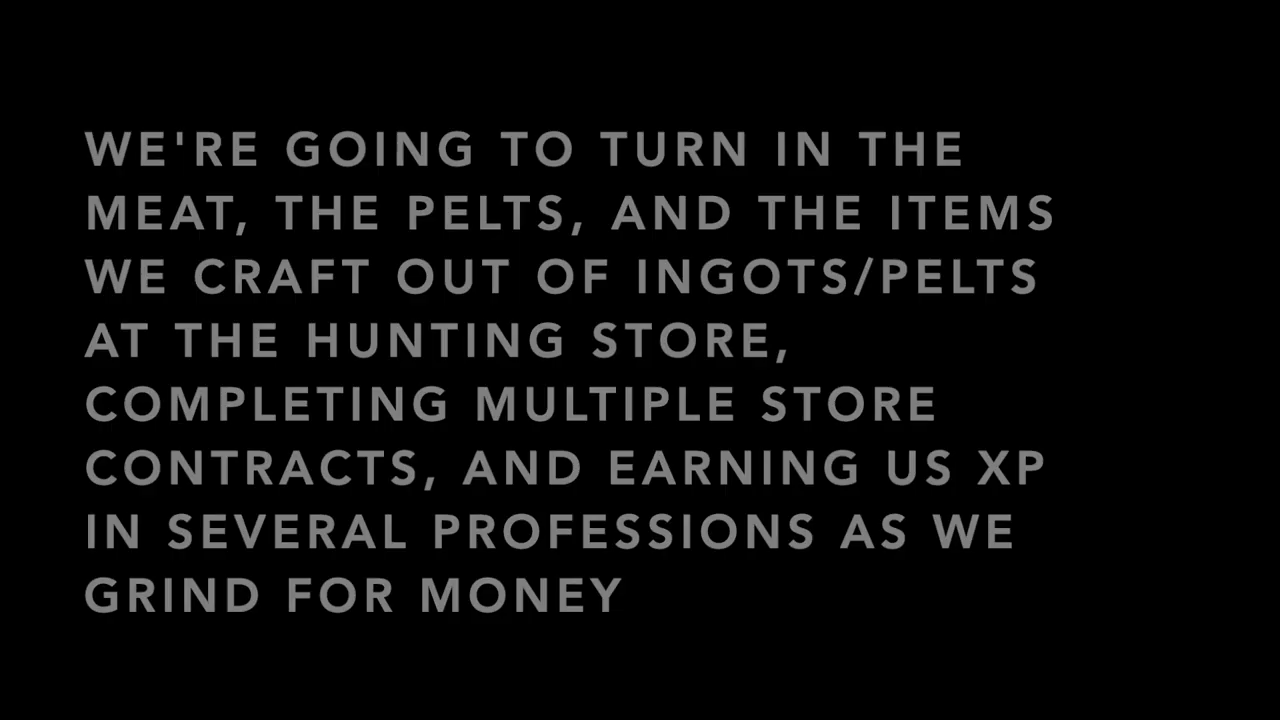 WE'RE GOING TO TURN IN THE
MEAT, THE PELTS, AND THE ITEMS
WE CRAFT OUT OF INGOTS/PELTS
AT THE HUNTING STORE,
COMPLETING MULTIPLE STORE
CONTRACTS, AND EARNING US XP
IN SEVERAL PROFESSIONS AS WE
GRIND FOR MONEY